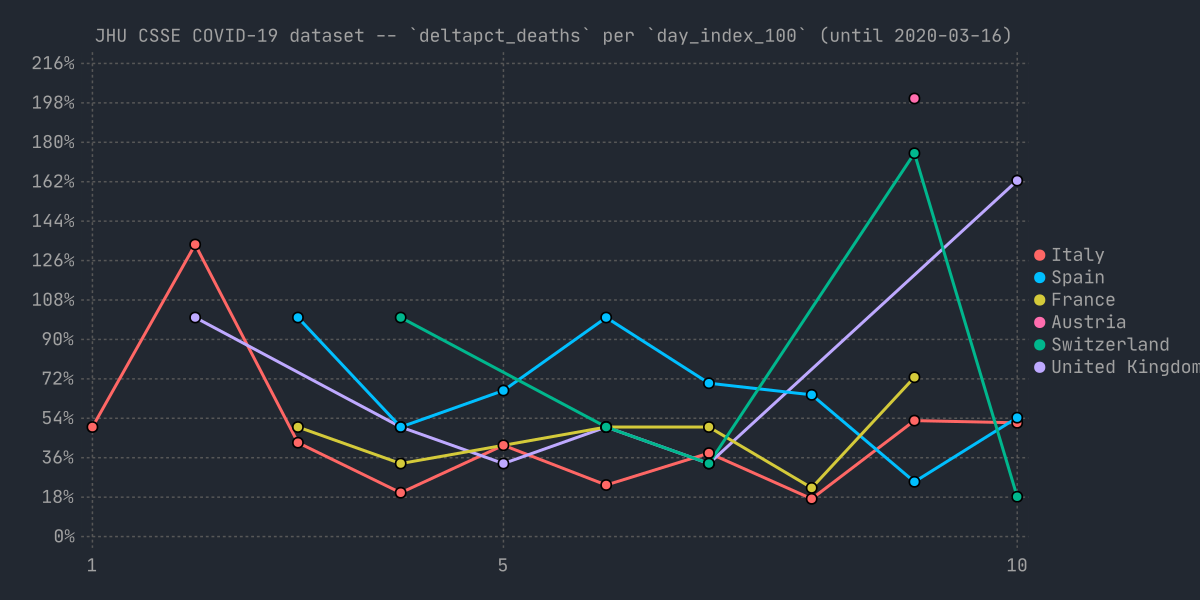 JHU CSSE COVID-19 dataset -- `deltapct_deaths` per `day_index_100` (until 2020-03-16)
216%
198%
180%
162%
144%
126%
108%
90%
72%
54%
36%
18%
0%
1 5 10
Italy
Spain
France
Austria
Switzerland
United Kingdom